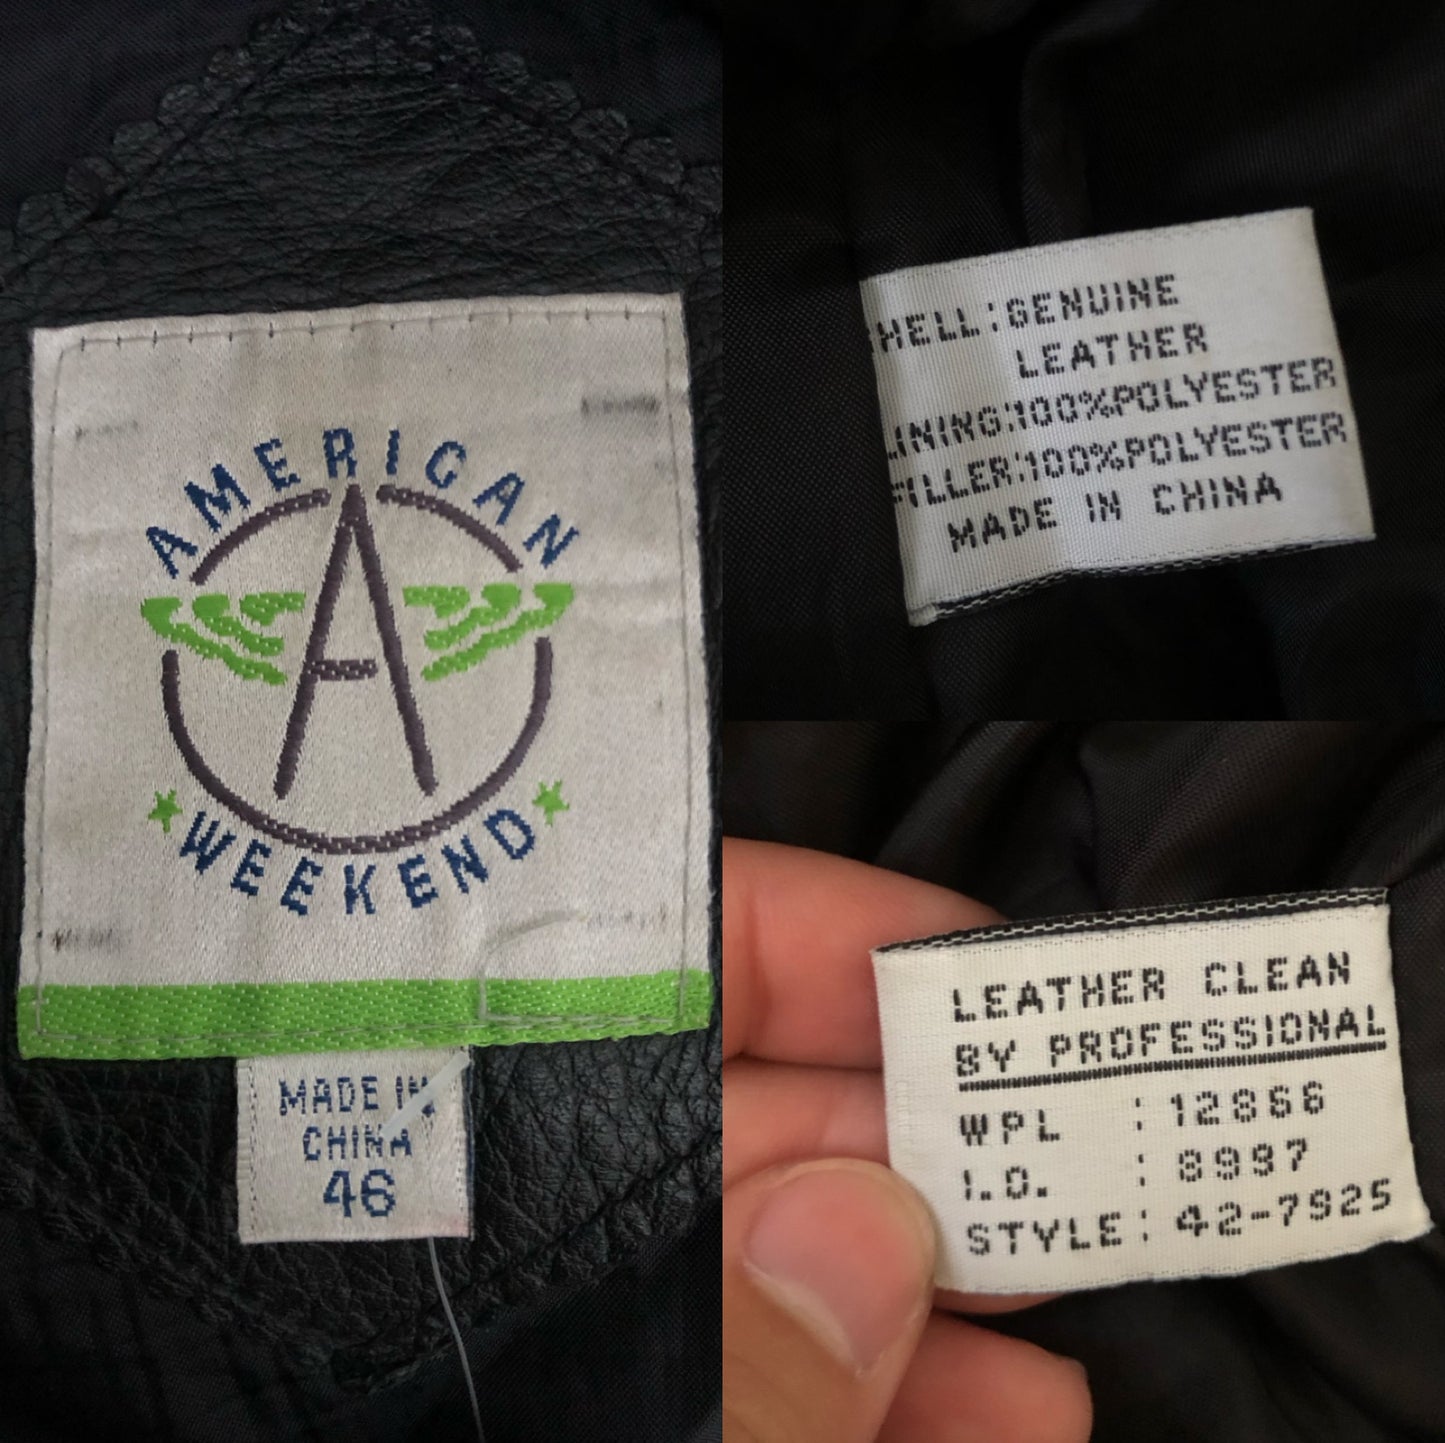 AMERICAN
A
WEEKEND
MADE IN
CHINA
46
HELL:GENUINE
LEATHER
LINING:100%POLYESTER
FILLER:100%POLYESTER
MADE IN CHINA
LEATHER CLEAN
BY PROFESSIONAL
WPL :12866
I.D. :8997
STYLE: 42-7925